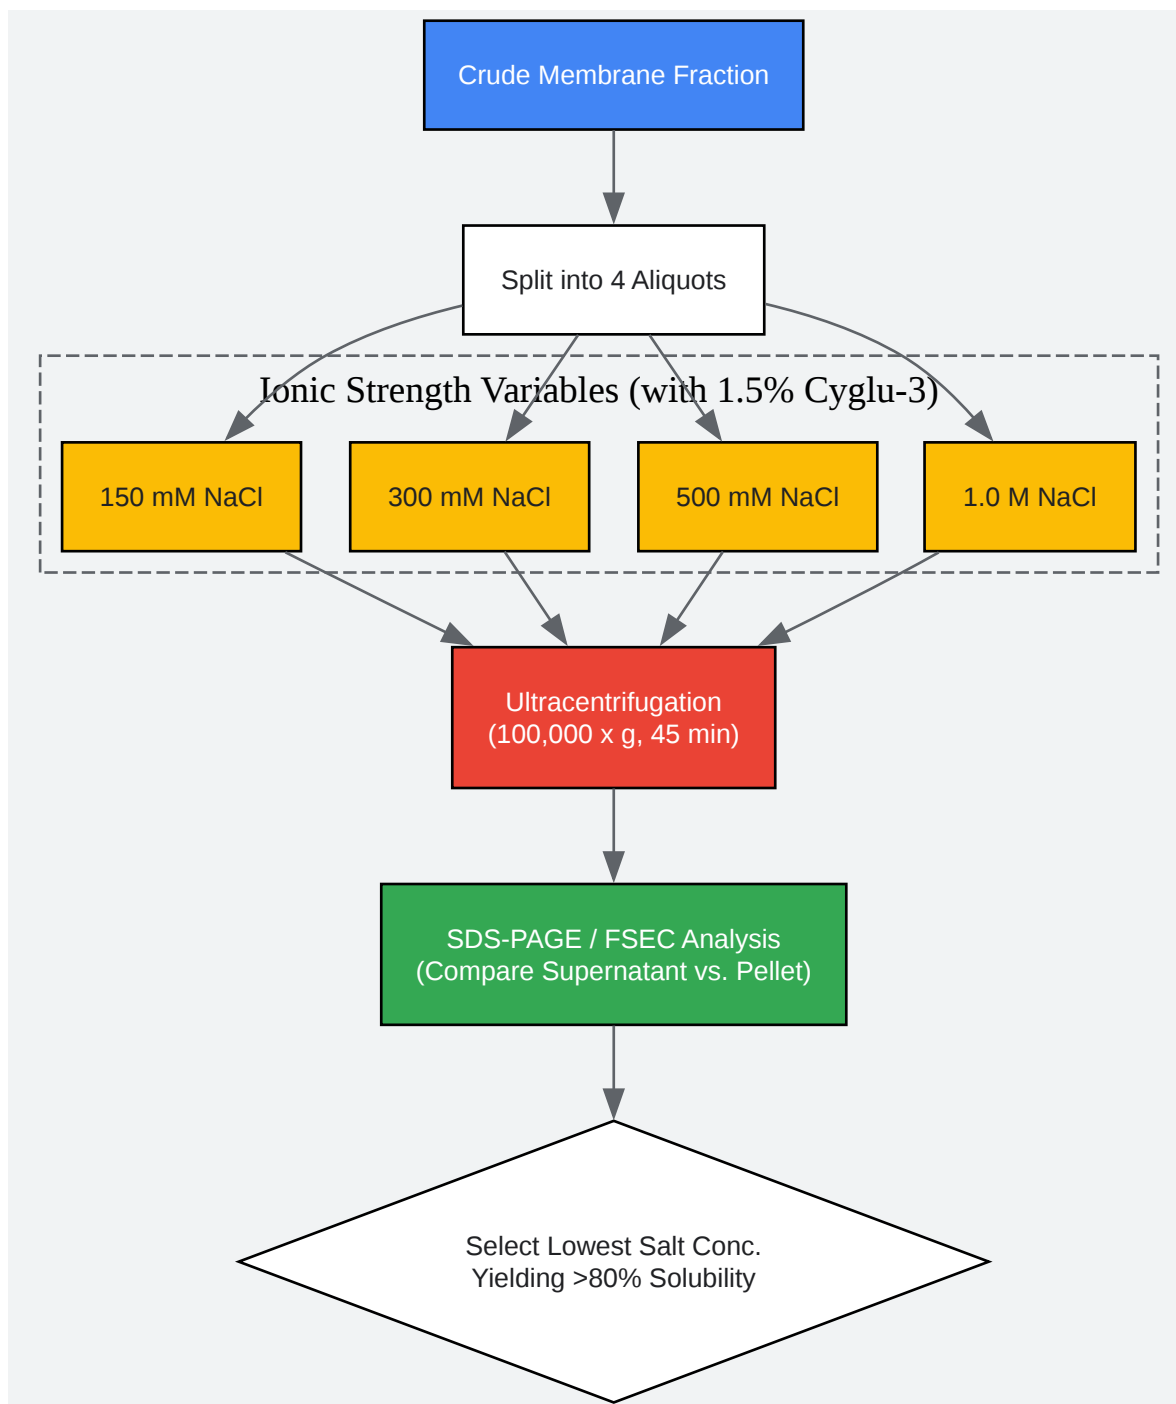 Crude Membrane Fraction
Split into 4 Aliquots
Ionic Strength Variables (with 1.5% Cyglu-3)
150 mM NaCl
300 mM NaCl
500 mM NaCl
1.0 M NaCl
Ultracentrifugation
(100,000 x g, 45 min)
SDS-PAGE / FSEC Analysis
(Compare Supernatant vs. Pellet)
Select Lowest Salt Conc.
Yielding >80% Solubility